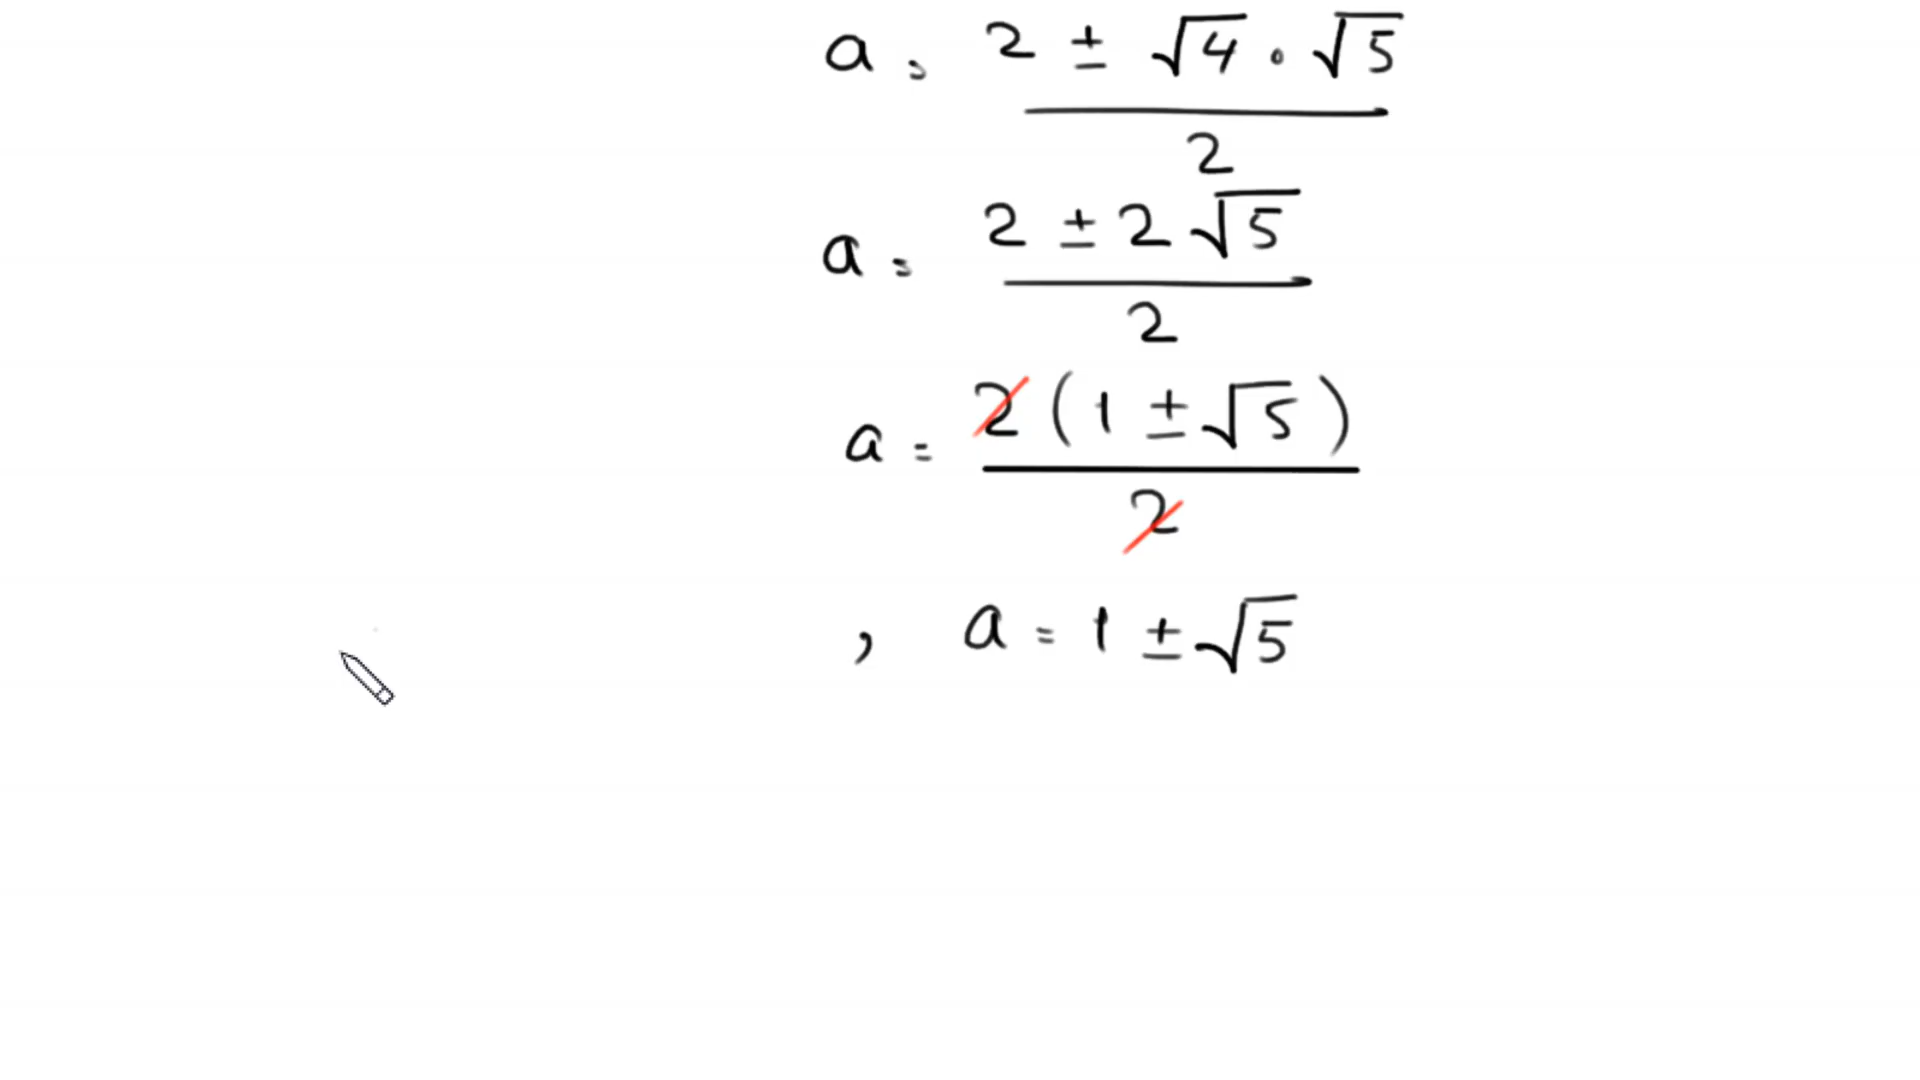 a = 2 ± √4 · √5
2
a = 2 ± 2 √5
2
a = 2 (1 ± √5)
2
, a = 1 ± √5